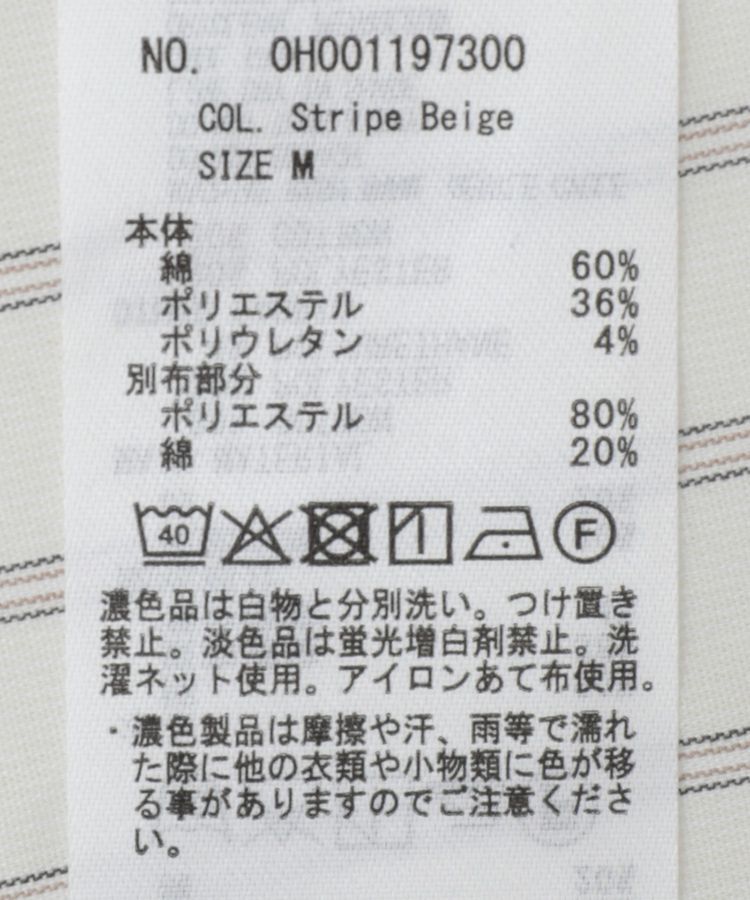 NO. OH001197300
COL. Stripe Beige
SIZE M
本体
綿 60%
ポリエステル 36%
ポリウレタン 4%
別布部分
ポリエステル 80%
綿 20%
40 F
濃色品は白物と分別洗い。つけ置き
禁止。淡色品は蛍光増白剤禁止。洗
濯ネット使用。アイロンあて布使用。
・濃色製品は摩擦や汗、雨等で濡れ
た際に他の衣類や小物類に色が移
る事がありますのでご注意くださ
い。